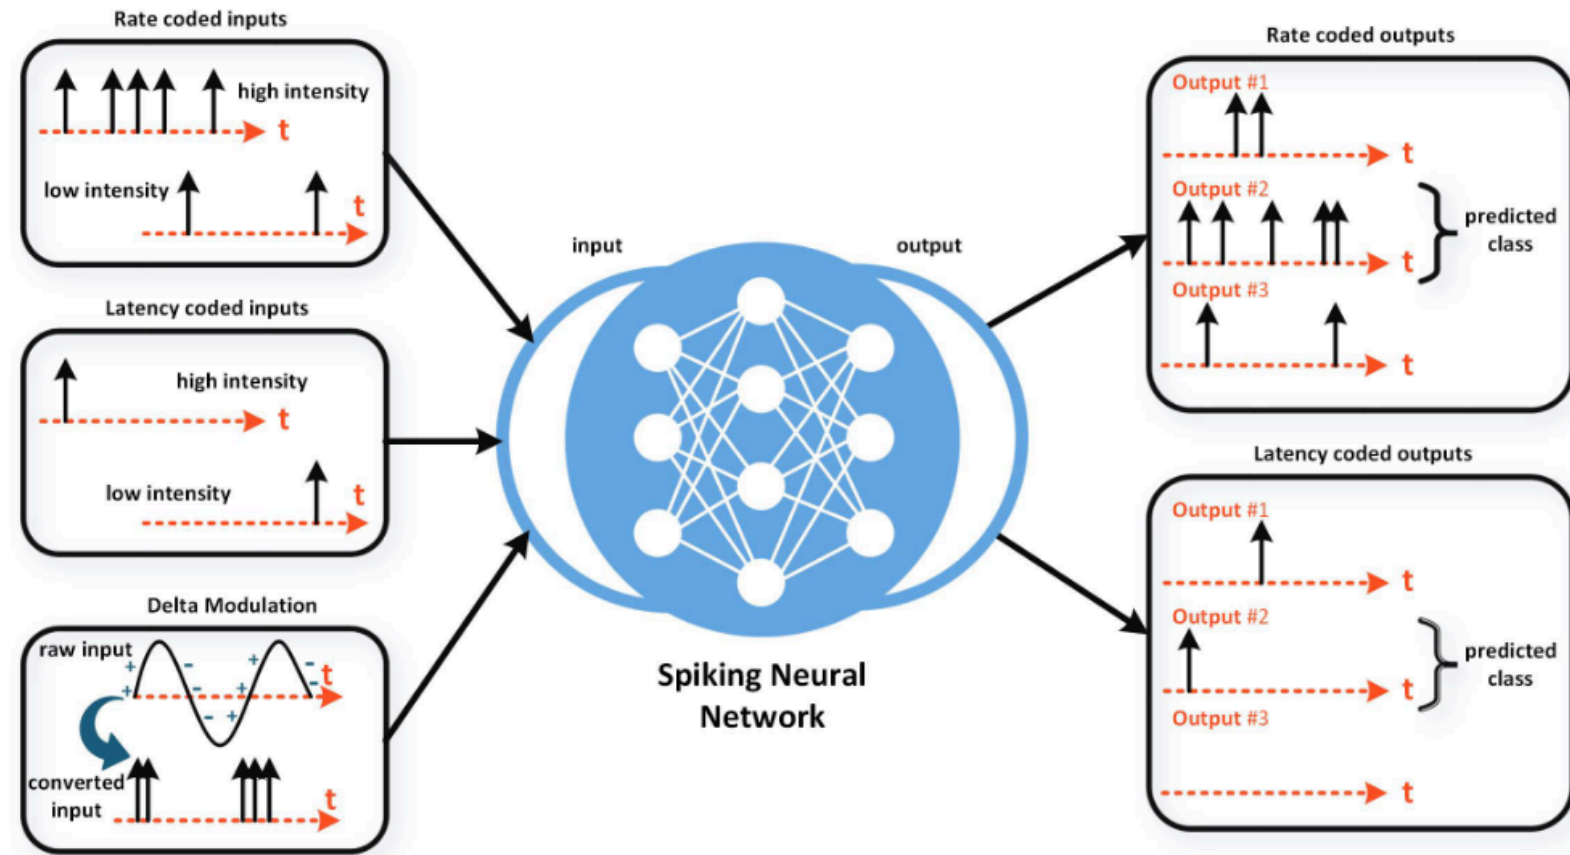 Rate coded inputs
high intensity
t
low intensity
t
Latency coded inputs
high intensity
t
low intensity
t
Delta Modulation
raw input
+ - + -
t
+ - + -
- +
converted
input
t
input
output
Spiking Neural
Network
Rate coded outputs
Output #1
t
Output #2
predicted
class
t
Output #3
t
Latency coded outputs
Output #1
t
Output #2
predicted
class
t
Output #3
t